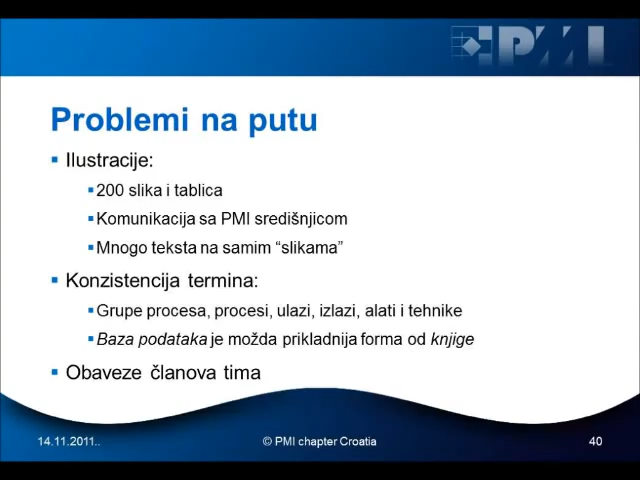 PMI
Problemi na putu
Ilustracije:
200 slika i tablica
Komunikacija sa PMI središnjicom
Mnogo teksta na samim “slikama”
Konzistencija termina:
Grupe procesa, procesi, ulazi, izlazi, alati i tehnike
Baza podataka je možda prikladnija forma od knjige
Obaveze članova tima
14.11.2011..
© PMI chapter Croatia
40